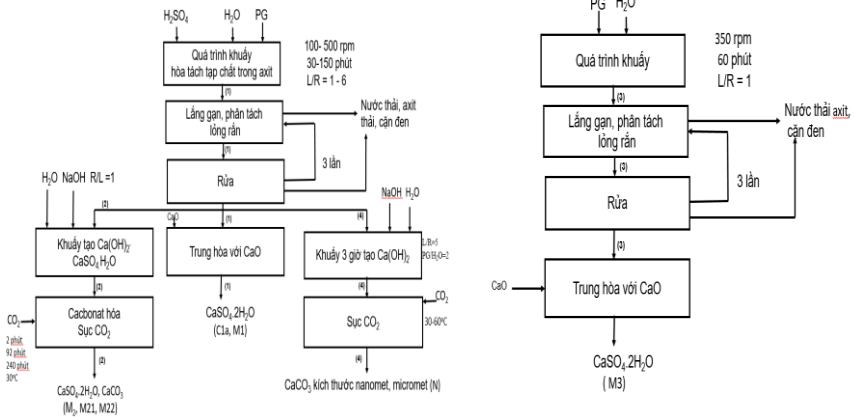 H₂SO₄ H₂O PG
Quá trình khuấy
hòa tách tạp chất trong axit
100- 500 rpm
30-150 phút
L/R = 1 - 6
(1)
Lắng gạn, phân tách
lỏng rắn
Nước thải, axit
thải, cặn đen
(1)
3 lần
Rửa
H₂O NaOH R/L =1
NaOH H₂O
(2)
CaO
(1)
(4)
Khuấy tạo Ca(OH)₂,
CaSO₄.H₂O
Trung hòa với CaO
Khuấy 3 giờ tạo Ca(OH)₂
L/R=5
PG/H₂O=2
(2)
(1)
(4)
CO₂
Cacbonat hóa
Sục CO₂
CaSO₄.2H₂O
(C1a, M1)
Sục CO₂
CO₂
30-60ºC
2 phút
92 phút
240 phút
30ºC
(2)
(4)
CaSO₄.2H₂O, CaCO₃
(M₂, M21, M22)
CaCO₃ kích thước nanomet, micromet (N)
PG H₂O
Quá trình khuấy
350 rpm
60 phút
L/R = 1
(3)
Lắng gạn, phân tách
lỏng rắn
Nước thải axit,
cặn đen
(3)
3 lần
Rửa
(3)
CaO
Trung hòa với CaO
CaSO₄.2H₂O
( M3)